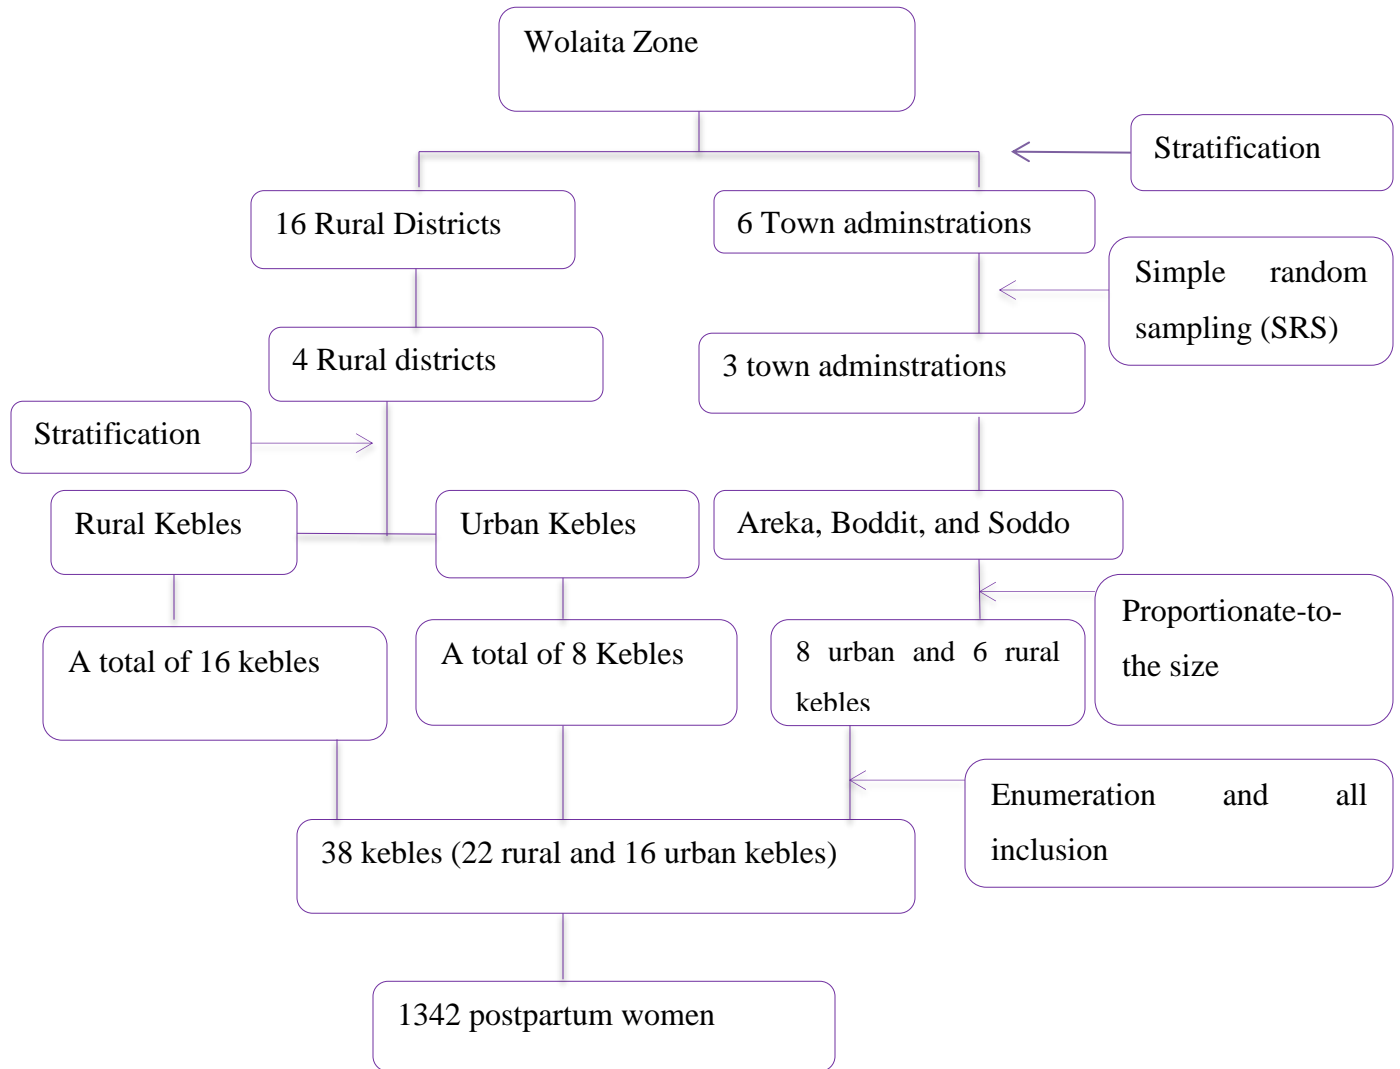 Wolaita Zone
Stratification
16 Rural Districts
6 Town adminstrations
Simple random
sampling (SRS)
4 Rural districts
3 town adminstrations
Stratification
Rural Kebles
Urban Kebles
Areka, Boddit, and Soddo
Proportionate-to-
the size
A total of 16 kebles
A total of 8 Kebles
8 urban and 6 rural
kebles
Enumeration and all
inclusion
38 kebles (22 rural and 16 urban kebles)
1342 postpartum women